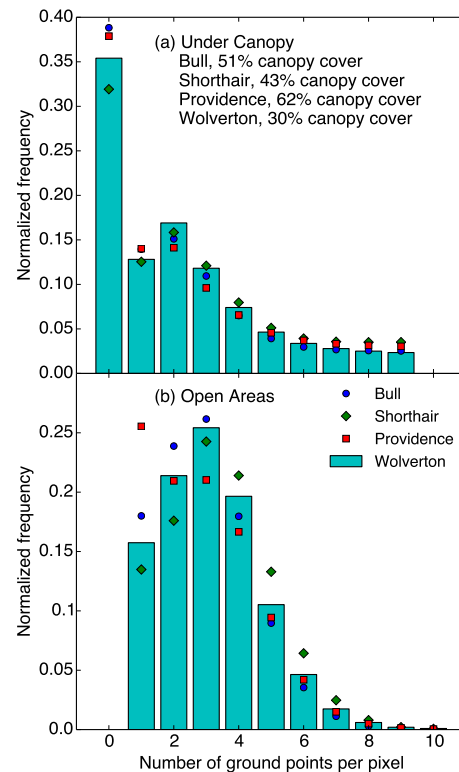 (a) Under Canopy
Bull, 51% canopy cover
Shorthair, 43% canopy cover
Providence, 62% canopy cover
Wolverton, 30% canopy cover
Normalized frequency
0.40
0.35
0.30
0.25
0.20
0.15
0.10
0.05
0.00
(b) Open Areas
Bull
Shorthair
Providence
Wolverton
Normalized frequency
0.25
0.2
0.15
0.1
0.05
0.0
0 2 4 6 8 10
Number of ground points per pixel